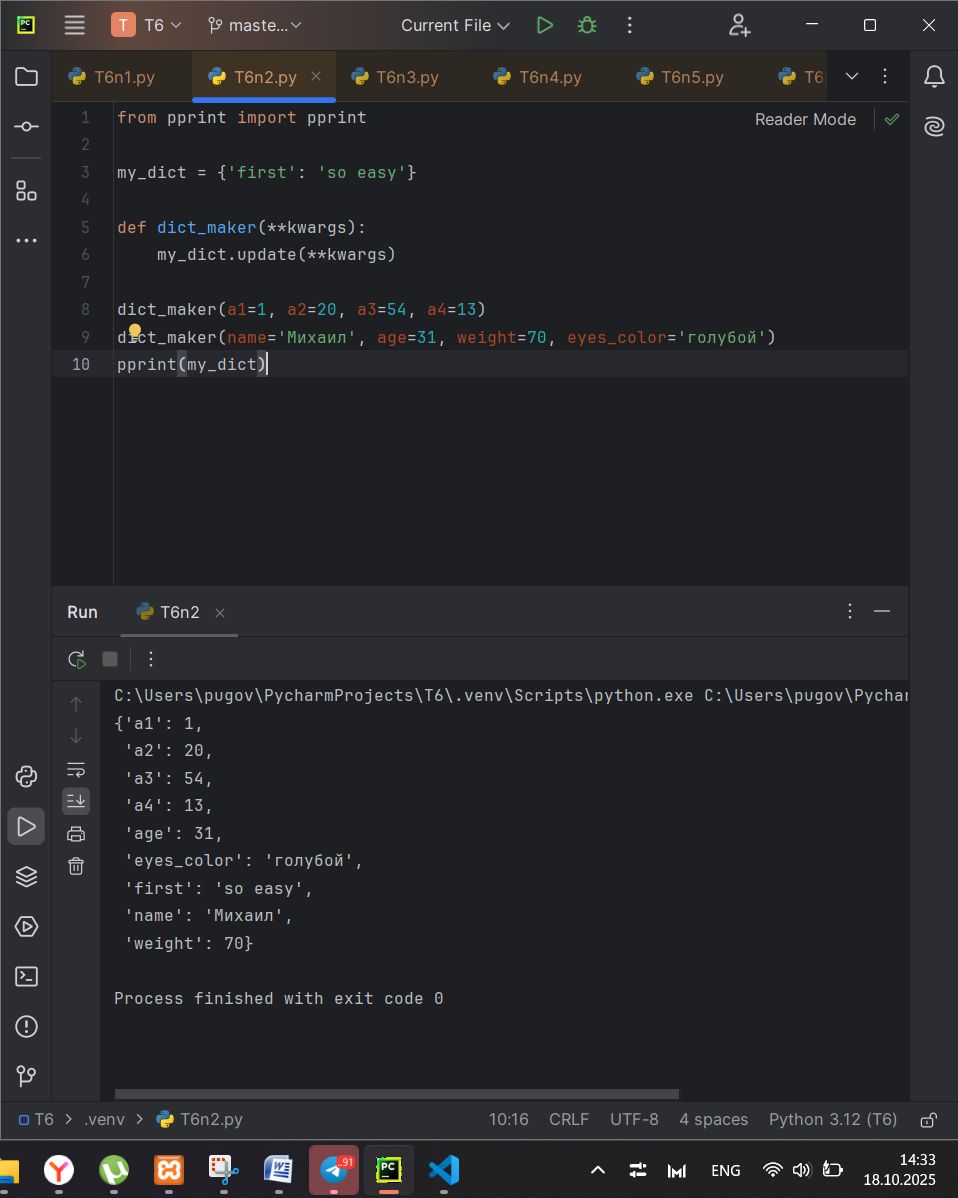 T T6 maste... Current File
T6n1.py T6n2.py T6n3.py T6n4.py T6n5.py T6
Reader Mode
1 from pprint import pprint
2
3 my_dict = {'first': 'so easy'}
4
5 def dict_maker(**kwargs):
6     my_dict.update(**kwargs)
7
8 dict_maker(a1=1, a2=20, a3=54, a4=13)
9 dict_maker(name='Михаил', age=31, weight=70, eyes_color='голубой')
10 pprint(my_dict)
Run T6n2
C:\Users\pugov\PycharmProjects\T6\.venv\Scripts\python.exe C:\Users\pugov\Pychar
{'a1': 1,
 'a2': 20,
 'a3': 54,
 'a4': 13,
 'age': 31,
 'eyes_color': 'голубой',
 'first': 'so easy',
 'name': 'Михаил',
 'weight': 70}
Process finished with exit code 0
T6 > .venv > T6n2.py 10:16 CRLF UTF-8 4 spaces Python 3.12 (T6)
91 PC ENG 14:33
18.10.2025